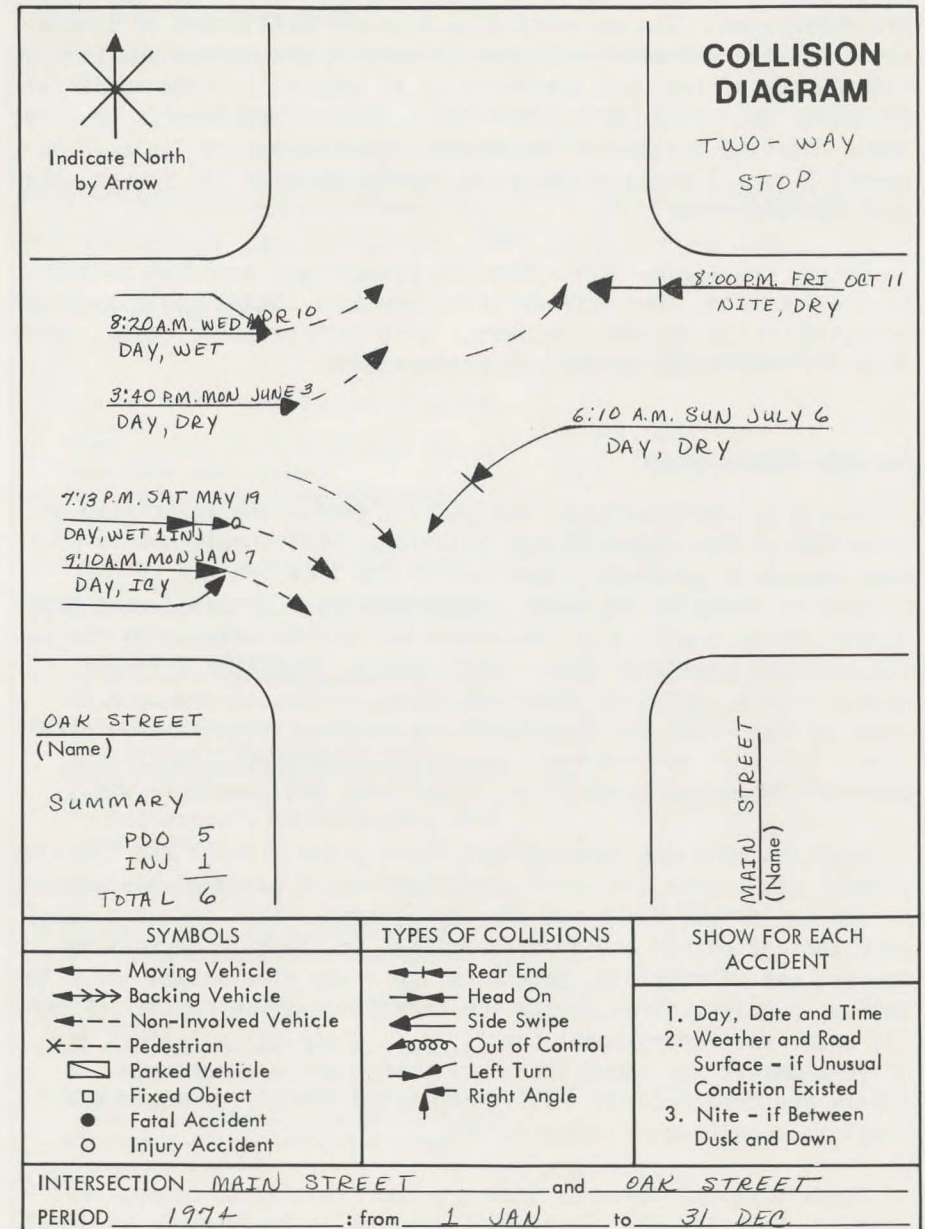 COLLISION
DIAGRAM
TWO-WAY
STOP
Indicate North
by Arrow
8:00 P.M. FRI OCT 11
NITE, DRY
8:20 A.M. WED APR 10
DAY, WET
3:40 P.M. MON JUNE 3
DAY, DRY
6:10 A.M. SUN JULY 6
DAY, DRY
7:13 P.M. SAT MAY 19
DAY, WET 1 INJ
9:10 A.M. MON JAN 7
DAY, ICY
OAK STREET
(Name)
SUMMARY
PDO 5
INJ 1
TOTAL 6
MAIN STREET
(Name)
SYMBOLS
Moving Vehicle
Backing Vehicle
Non-Involved Vehicle
Pedestrian
Parked Vehicle
Fixed Object
Fatal Accident
Injury Accident
TYPES OF COLLISIONS
Rear End
Head On
Side Swipe
Out of Control
Left Turn
Right Angle
SHOW FOR EACH
ACCIDENT
1. Day, Date and Time
2. Weather and Road
Surface - if Unusual
Condition Existed
3. Nite - if Between
Dusk and Dawn
INTERSECTION MAIN STREET and OAK STREET
PERIOD 1974 : from 1 JAN to 31 DEC